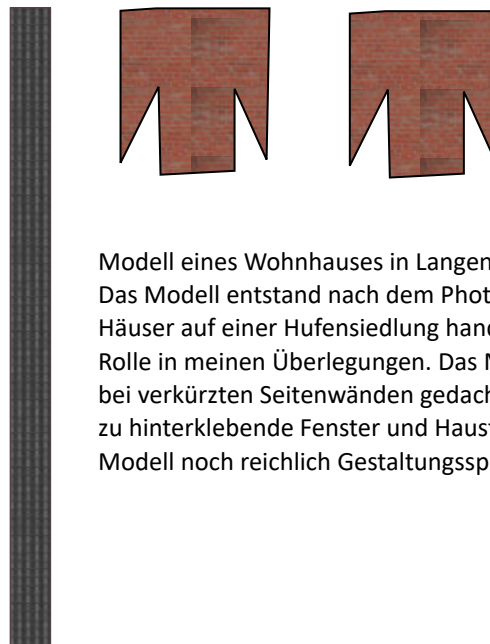 Modell eines Wohnhauses in Langen
Das Modell entstand nach dem Phot
Häuser auf einer Hufensiedlung hand
Rolle in meinen Überlegungen. Das M
bei verkürzten Seitenwänden gedach
zu hinterklebende Fenster und Haust
Modell noch reichlich Gestaltungssp